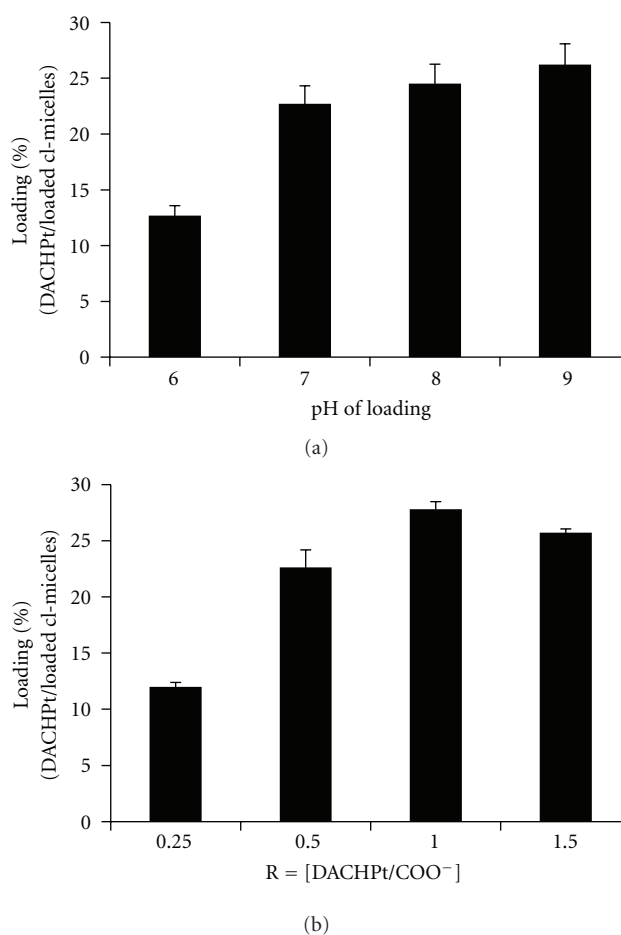 30
25
20
15
10
5
0
Loading (%)
(DACHPt/loaded cl-micelles)
6 7 8 9
pH of loading
(a)
30
25
20
15
10
5
0
Loading (%)
(DACHPt/loaded cl-micelles)
0.25 0.5 1 1.5
R = [DACHPt/COO⁻]
(b)